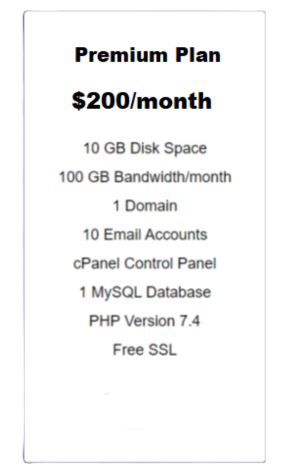 Premium Plan
$200/month
10 GB Disk Space
100 GB Bandwidth/month
1 Domain
10 Email Accounts
cPanel Control Panel
1 MySQL Database
PHP Version 7.4
Free SSL